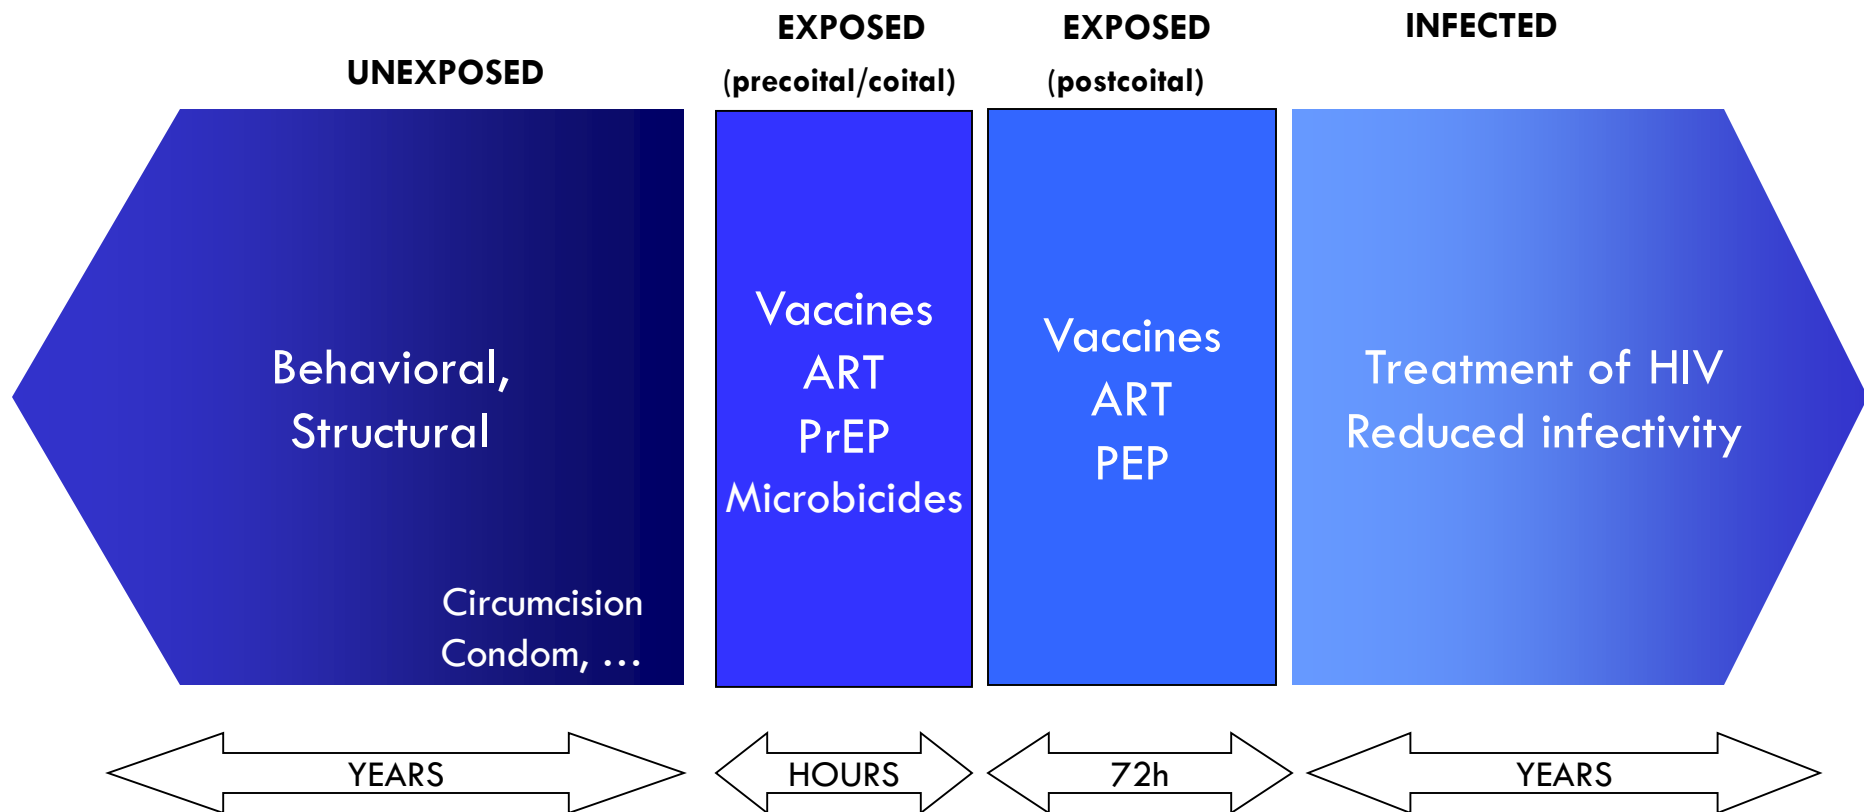 UNEXPOSED
EXPOSED
(precoital/coital)
EXPOSED
(postcoital)
INFECTED
Behavioral,
Structural
Circumcision
Condom, …
Vaccines
ART
PrEP
Microbicides
Vaccines
ART
PEP
Treatment of HIV
Reduced infectivity
YEARS
HOURS
72h
YEARS